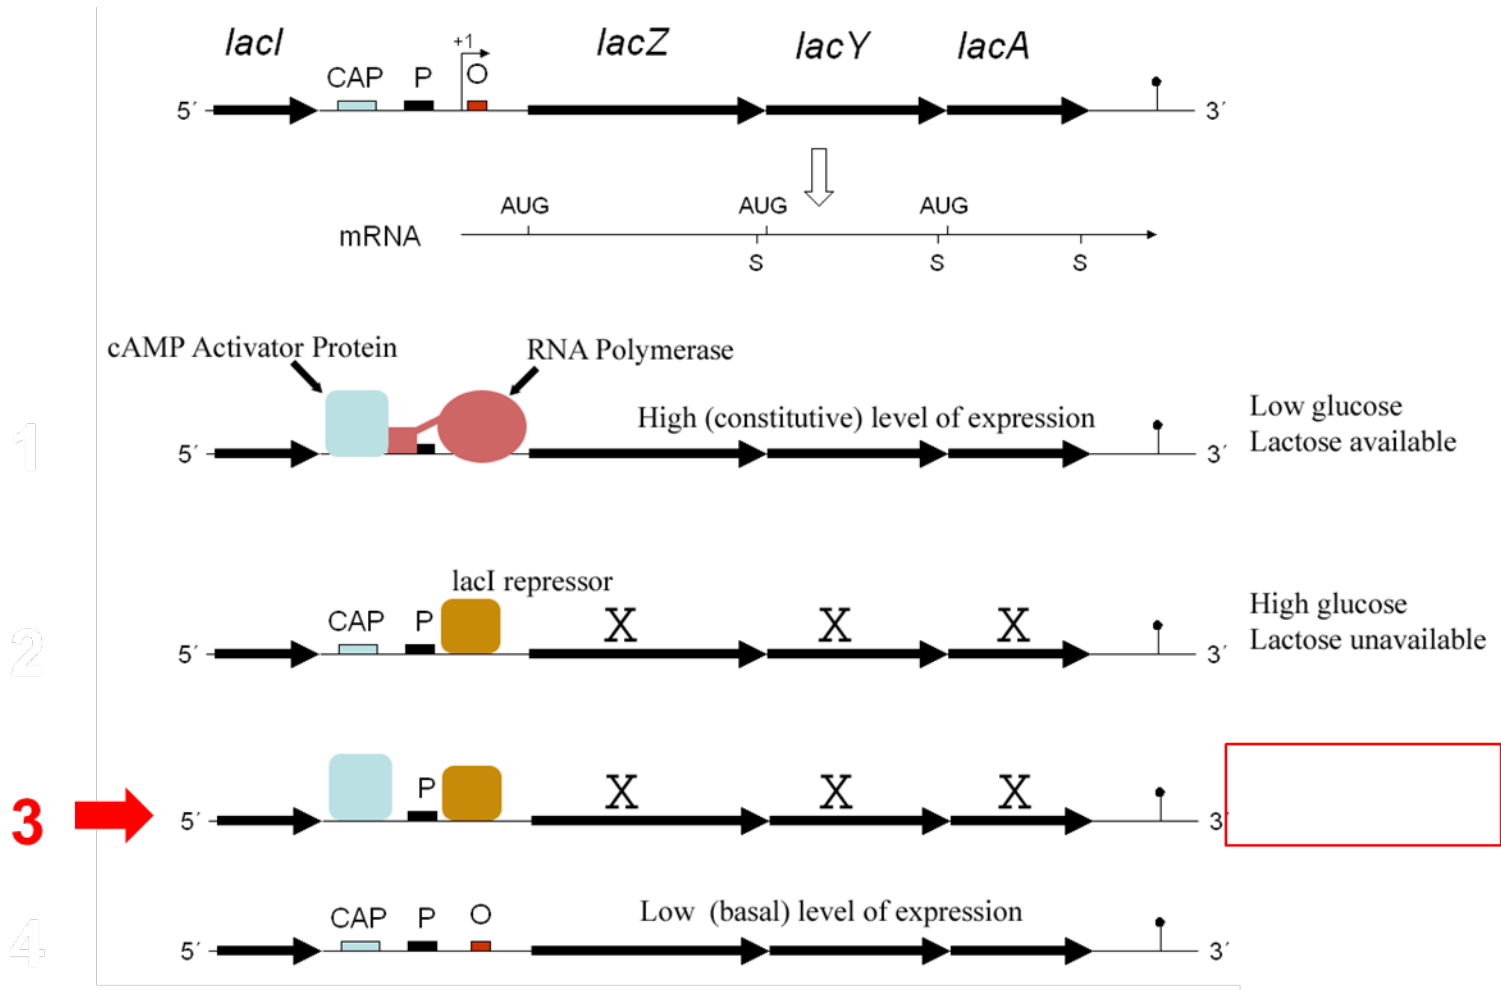 lacI lacZ lacY lacA
+1
CAP P O
5′ 3′
AUG AUG AUG
mRNA
S S S
cAMP Activator Protein RNA Polymerase
High (constitutive) level of expression
Low glucose
Lactose available
1
5′ 3′
lacI repressor
CAP P X X X
High glucose
Lactose unavailable
2
5′ 3′
P X X X
3
5′ 3′
CAP P O Low (basal) level of expression
4
5′ 3′